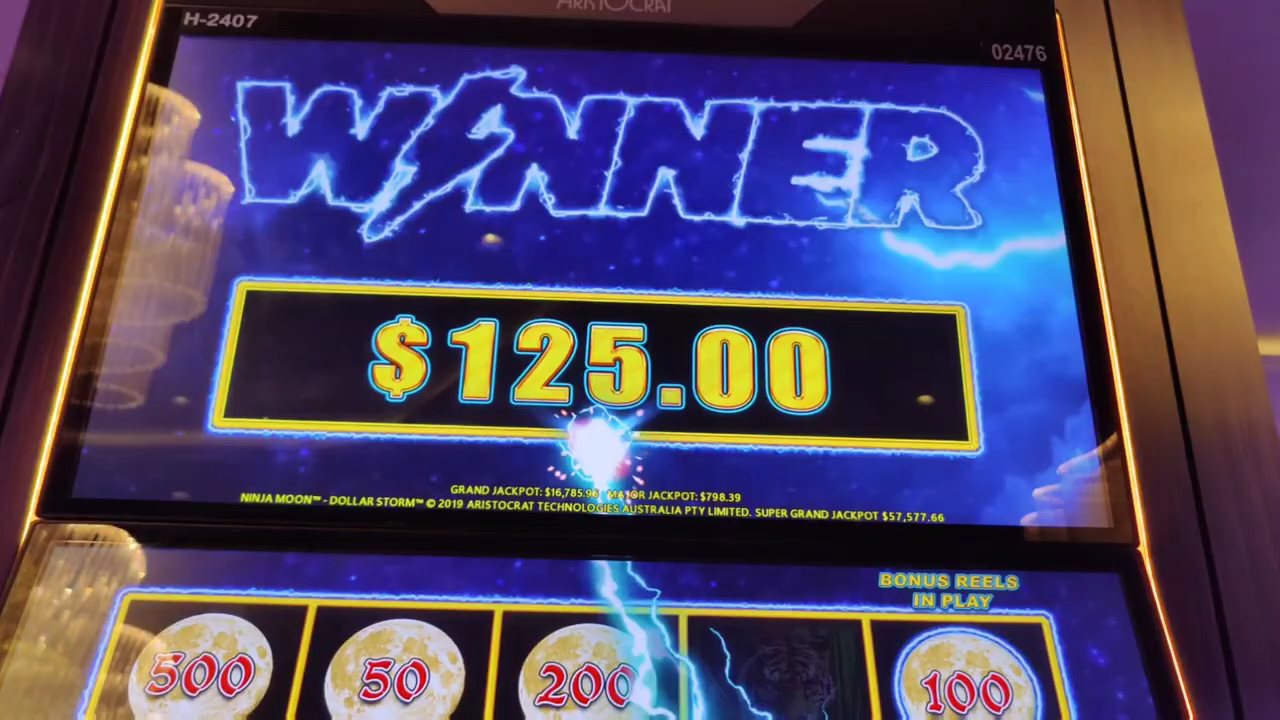 ARISTOCRAT
H-2407
02476
WINNER
$125.00
GRAND JACKPOT: $16,785.96 MAJOR JACKPOT: $798.39
NINJA MOON™ - DOLLAR STORM™ © 2019 ARISTOCRAT TECHNOLOGIES AUSTRALIA PTY LIMITED. SUPER GRAND JACKPOT $57,577.66
BONUS REELS
IN PLAY
500
50
200
100